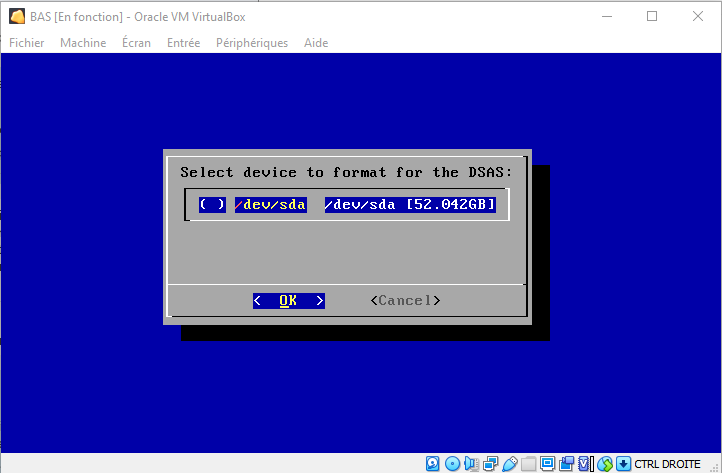 BAS [En fonction] - Oracle VM VirtualBox
Fichier Machine Écran Entrée Périphériques Aide
Select device to format for the DSAS:
( ) /dev/sda /dev/sda [52.042GB]
< OK > <Cancel>
CTRL DROITE